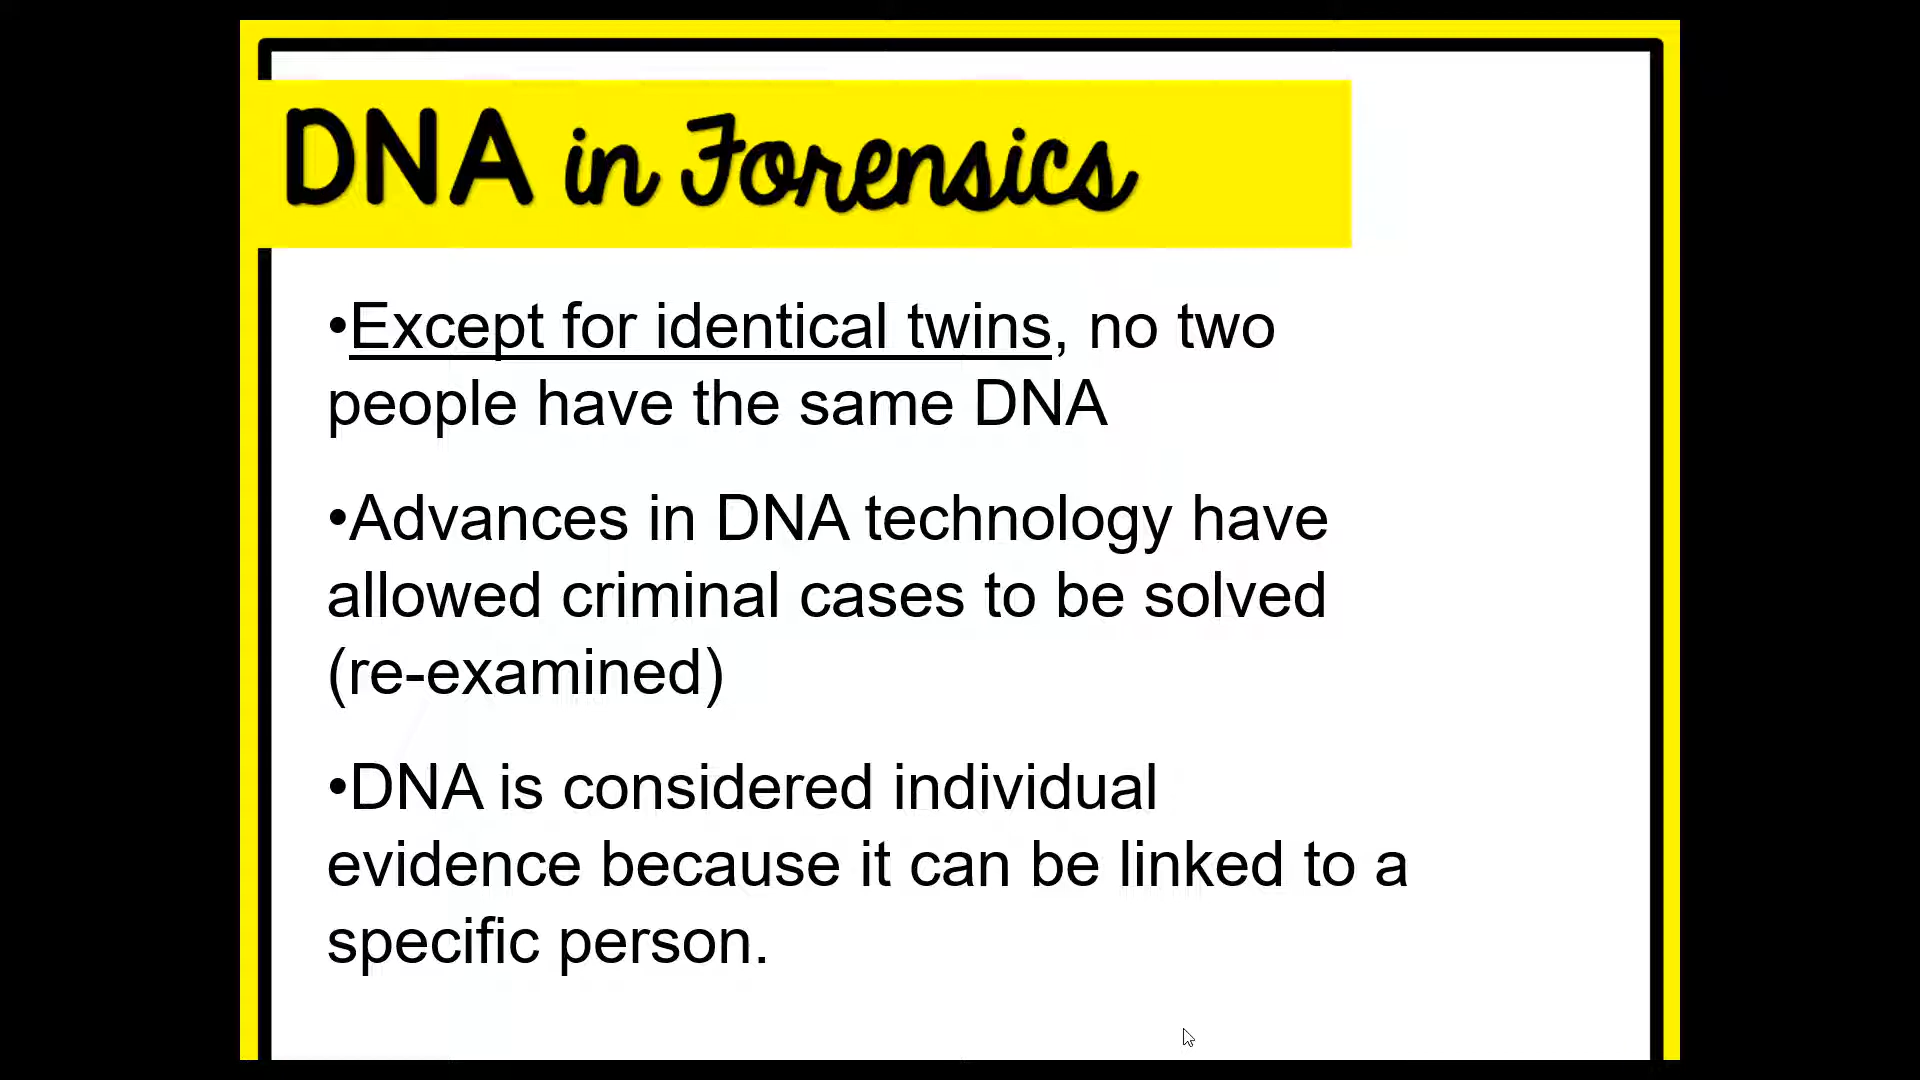 DNA in Forensics
•Except for identical twins, no two
people have the same DNA
•Advances in DNA technology have
allowed criminal cases to be solved
(re-examined)
•DNA is considered individual
evidence because it can be linked to a
specific person.